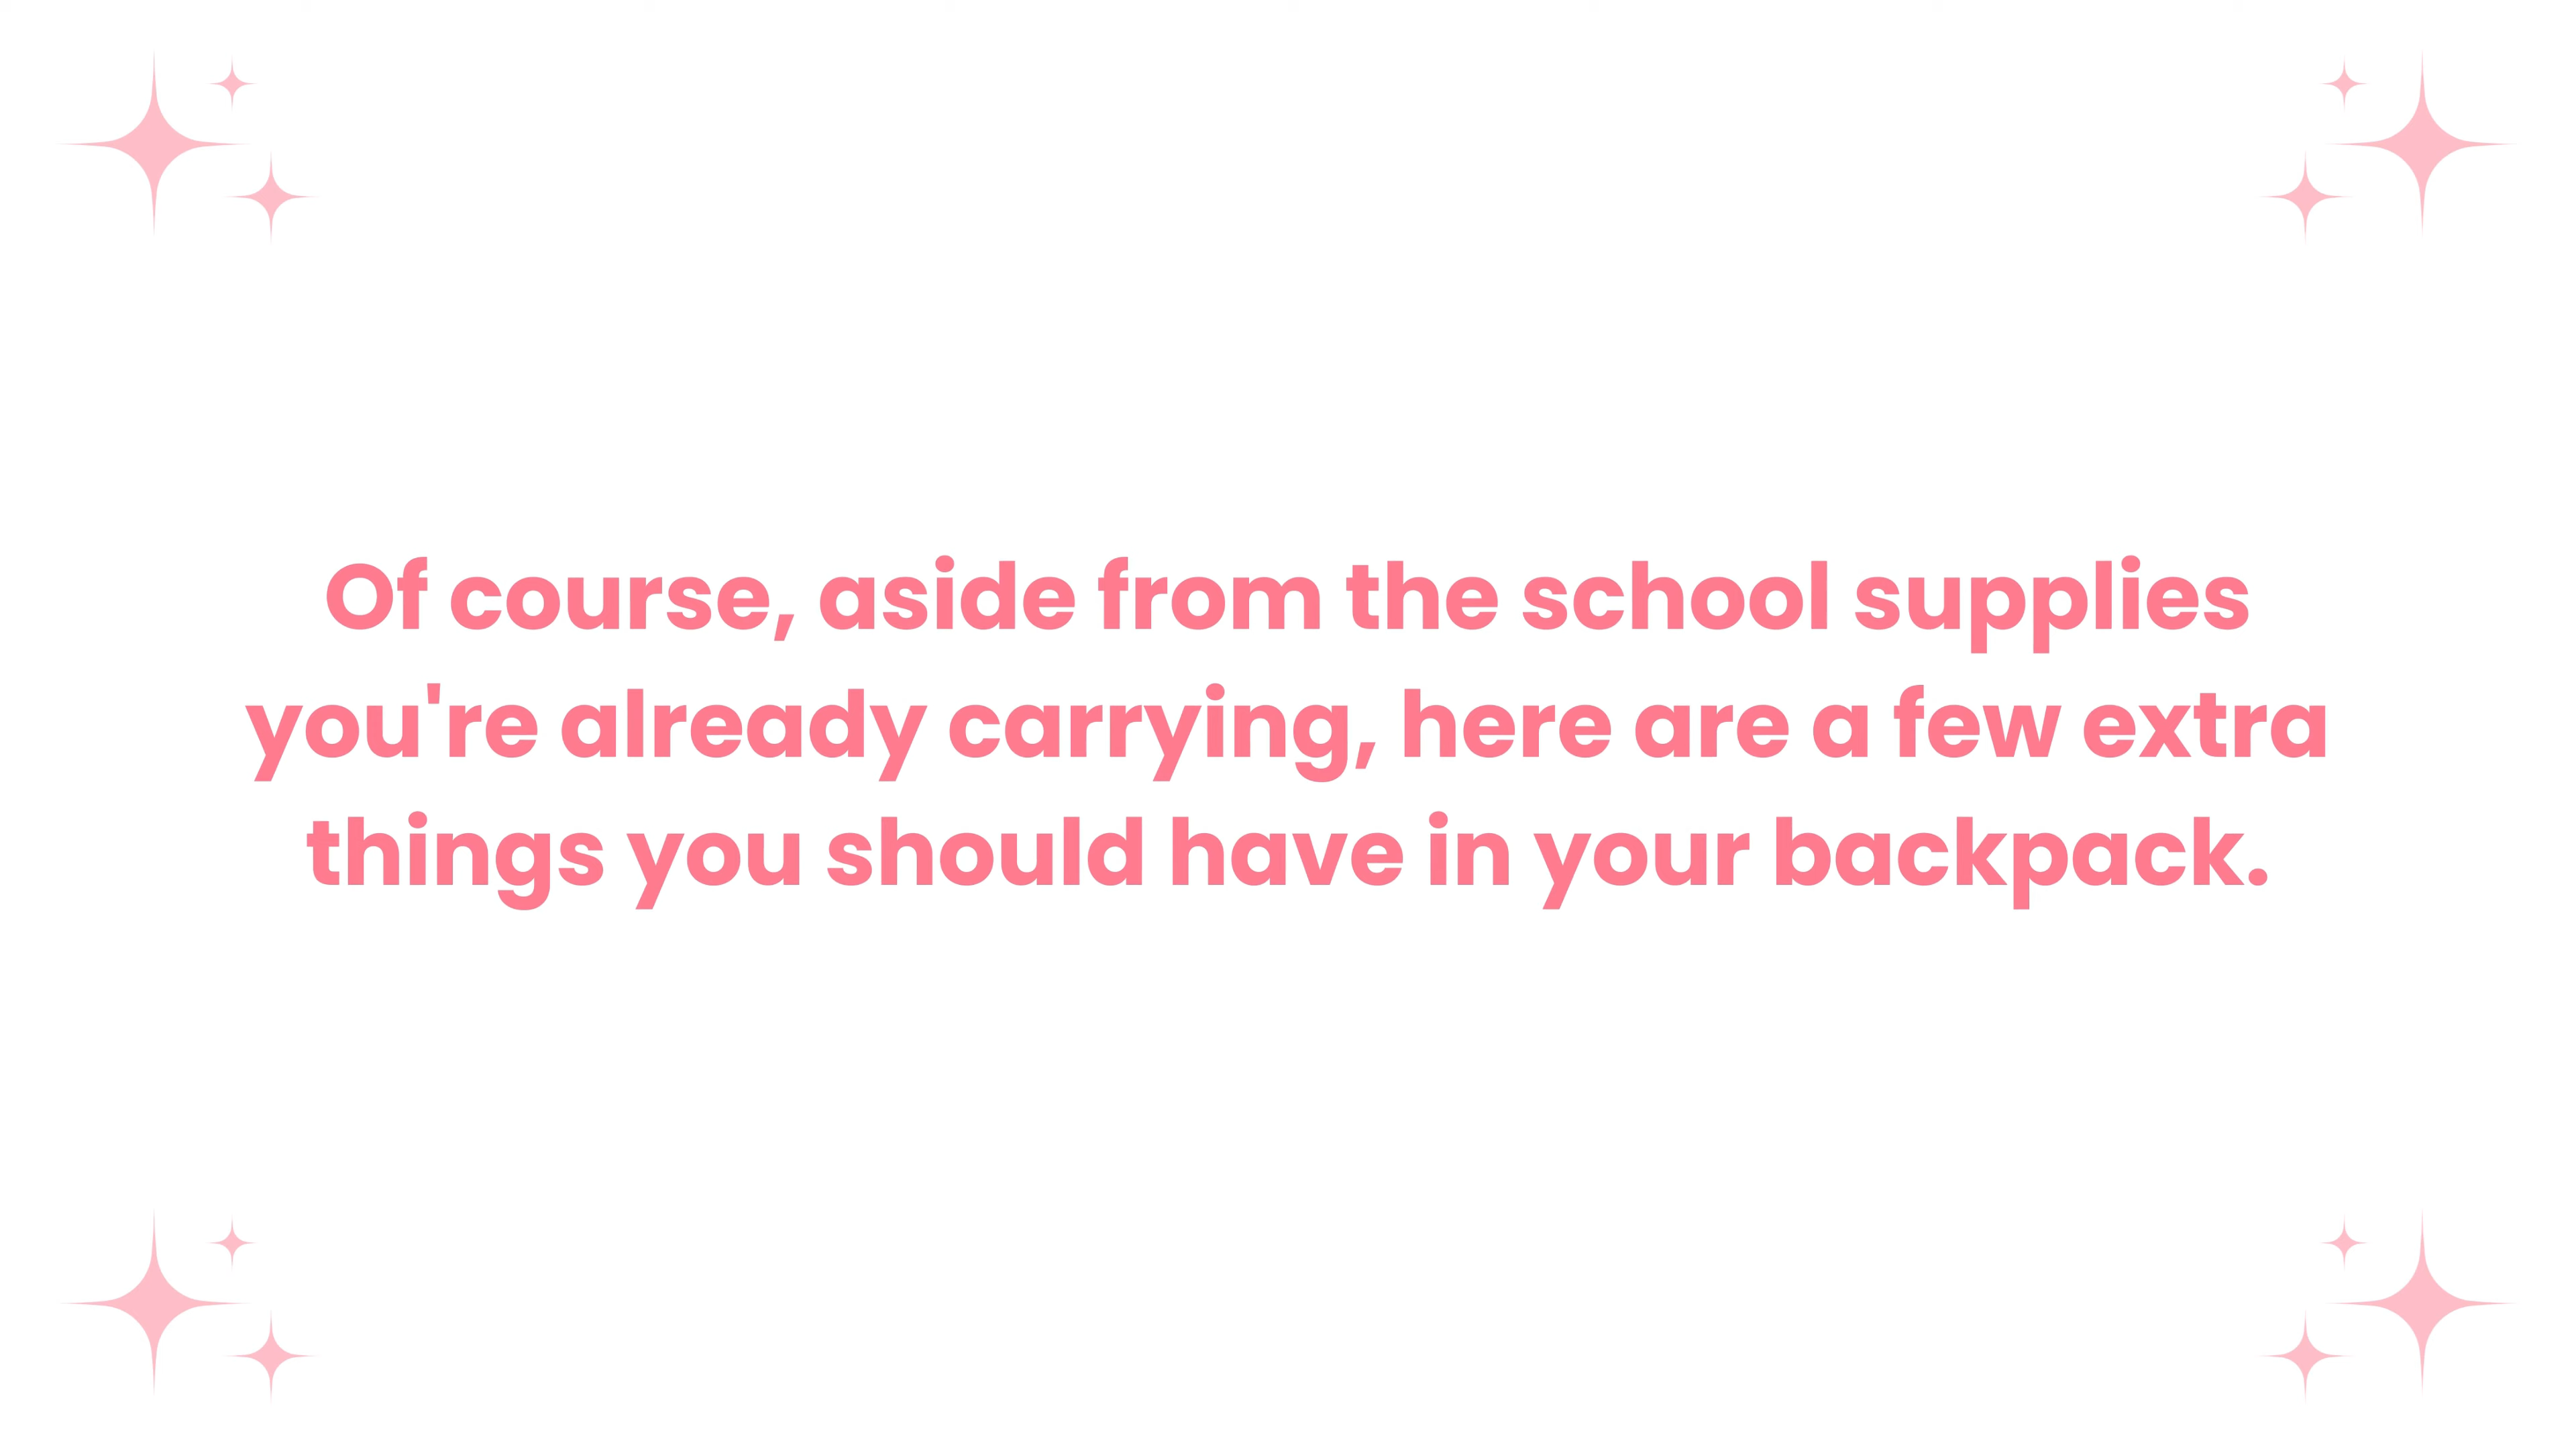 Of course, aside from the school supplies
you're already carrying, here are a few extra
things you should have in your backpack.